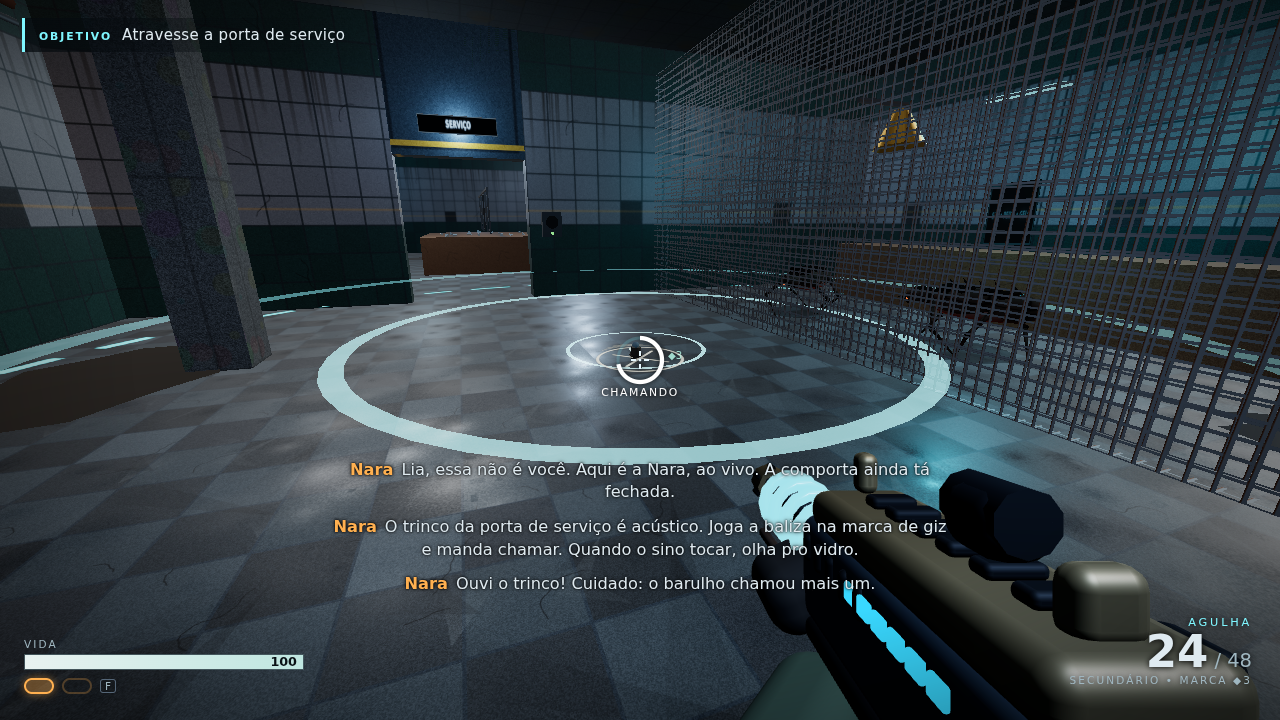 OBJETIVO Atravesse a porta de serviço
SERVIÇO
◆3
CHAMANDO
Nara Lia, essa não é você. Aqui é a Nara, ao vivo. A comporta ainda tá
fechada.
Nara O trinco da porta de serviço é acústico. Joga a baliza na marca de giz
e manda chamar. Quando o sino tocar, olha pro vidro.
Nara Ouvi o trinco! Cuidado: o barulho chamou mais um.
VIDA
100
F
AGULHA
24 / 48
SECUNDÁRIO • MARCA ◆3